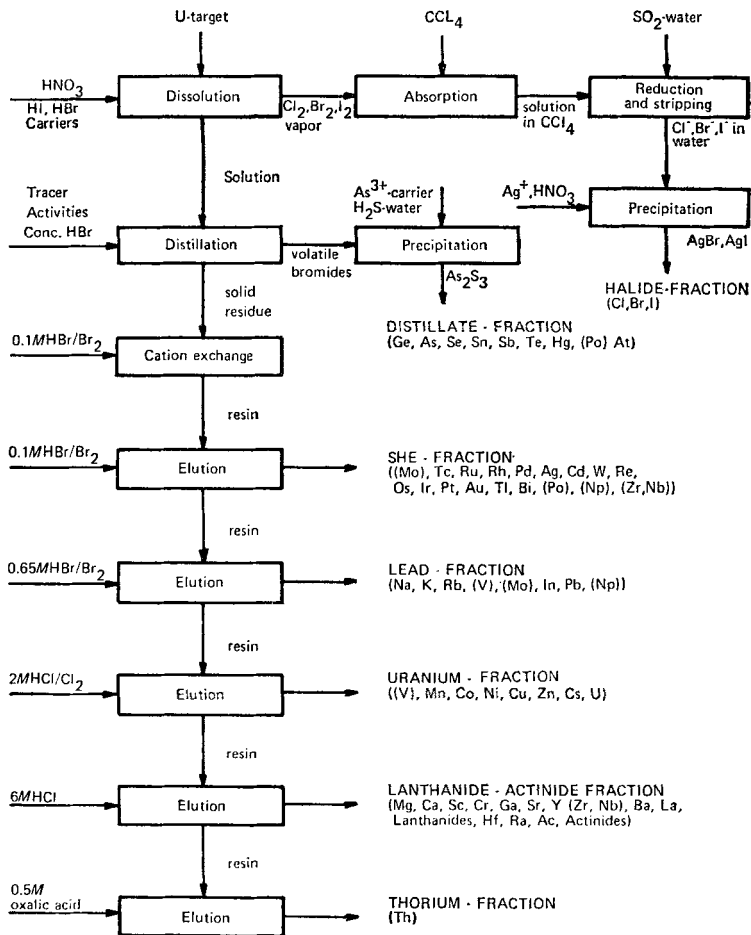 U-target
CCL4
SO2-water
HNO3
HI, HBr
Carriers
Dissolution
Cl2,Br2,I2
vapor
Absorption
solution
in CCl4
Reduction
and stripping
Cl-,Br-,I- in
water
Solution
Tracer
Activities
Conc. HBr
Distillation
volatile
bromides
As3+-carrier
H2S-water
Precipitation
As2S3
Ag+,HNO3
Precipitation
AgBr,AgI
HALIDE-FRACTION
(Cl,Br,I)
DISTILLATE - FRACTION
(Ge, As, Se, Sn, Sb, Te, Hg, (Po) At)
solid
residue
0.1MHBr/Br2
Cation exchange
resin
0.1MHBr/Br2
Elution
SHE - FRACTION
((Mo), Tc, Ru, Rh, Pd, Ag, Cd, W, Re,
Os, Ir, Pt, Au, Tl, Bi, (Po), (Np), (Zr,Nb))
resin
0.65MHBr/Br2
Elution
LEAD - FRACTION
(Na, K, Rb, (V), (Mo), In, Pb, (Np))
resin
2MHCl/Cl2
Elution
URANIUM - FRACTION
((V), Mn, Co, Ni, Cu, Zn, Cs, U)
resin
6MHCl
Elution
LANTHANIDE - ACTINIDE FRACTION
(Mg, Ca, Sc, Cr, Ga, Sr, Y (Zr, Nb), Ba, La,
Lanthanides, Hf, Ra, Ac, Actinides)
resin
0.5M
oxalic acid
Elution
THORIUM - FRACTION
(Th)